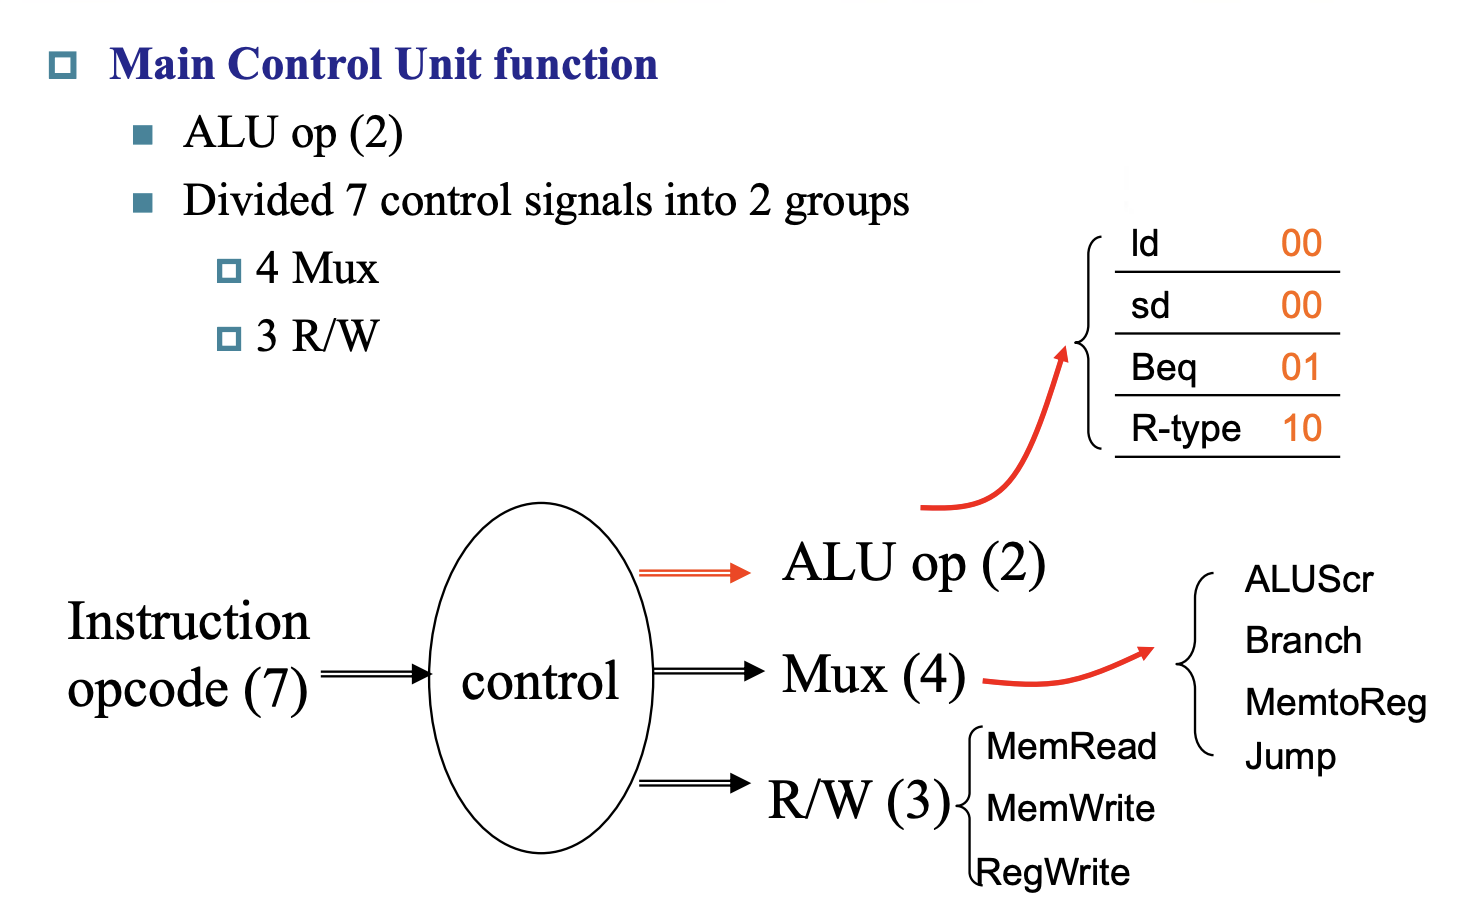 Main Control Unit function
ALU op (2)
Divided 7 control signals into 2 groups
4 Mux
3 R/W
ld 00
sd 00
Beq 01
R-type 10
Instruction
opcode (7)
control
ALU op (2)
Mux (4)
R/W (3)
ALUScr
Branch
MemtoReg
Jump
MemRead
MemWrite
RegWrite